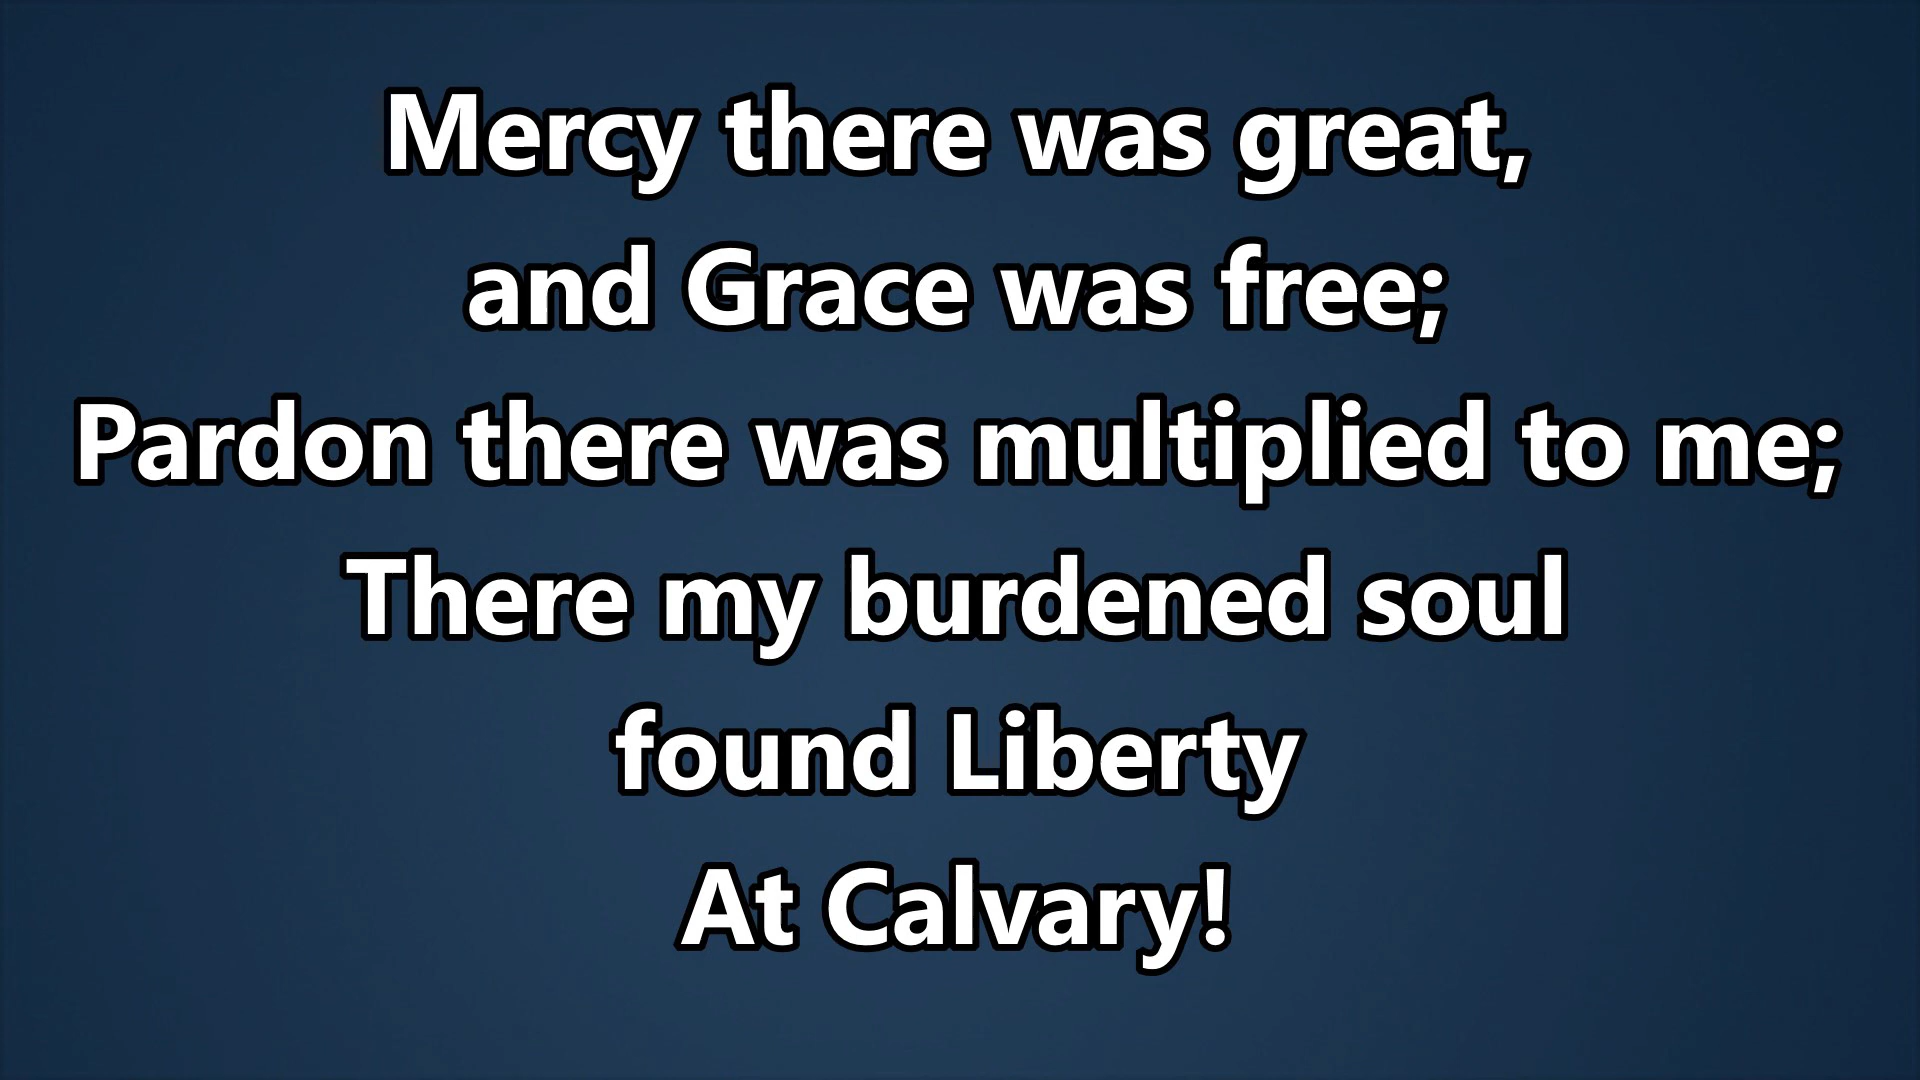 Mercy there was great,
and Grace was free;
Pardon there was multiplied to me;
There my burdened soul
found Liberty
At Calvary!